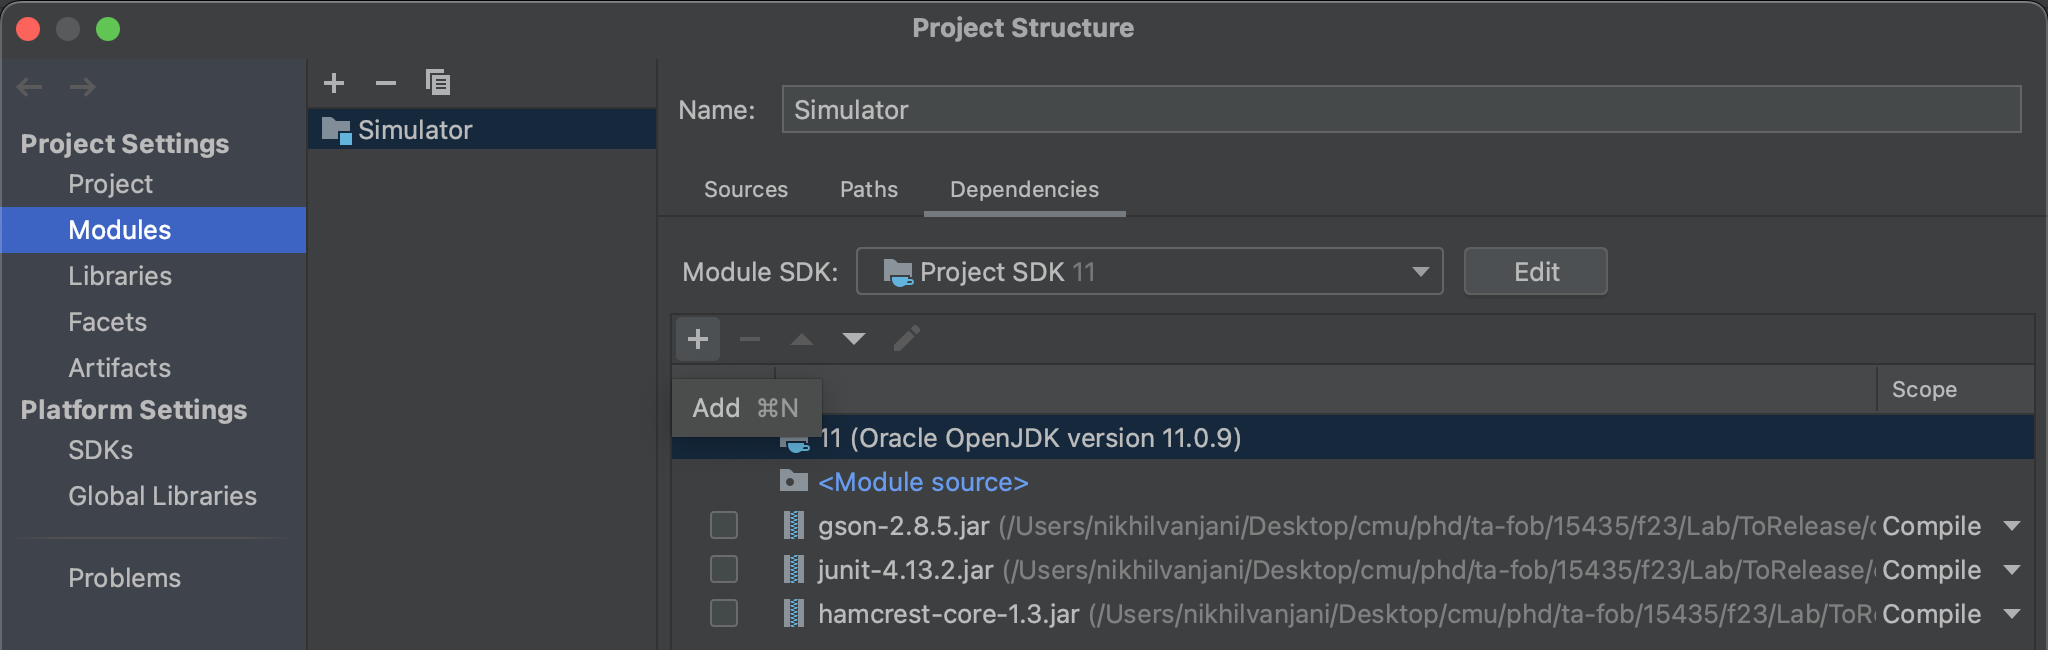 Project Structure
Project Settings
Project
Modules
Libraries
Facets
Artifacts
Platform Settings
SDKs
Global Libraries
Problems
Simulator
Name: Simulator
Sources Paths Dependencies
Module SDK: Project SDK 11 Edit
Scope
Add ⌘N
11 (Oracle OpenJDK version 11.0.9)
<Module source>
gson-2.8.5.jar (/Users/nikhilvanjani/Desktop/cmu/phd/ta-fob/15435/f23/Lab/ToRelease/ Compile
junit-4.13.2.jar (/Users/nikhilvanjani/Desktop/cmu/phd/ta-fob/15435/f23/Lab/ToRelease/ Compile
hamcrest-core-1.3.jar (/Users/nikhilvanjani/Desktop/cmu/phd/ta-fob/15435/f23/Lab/ToR Compile